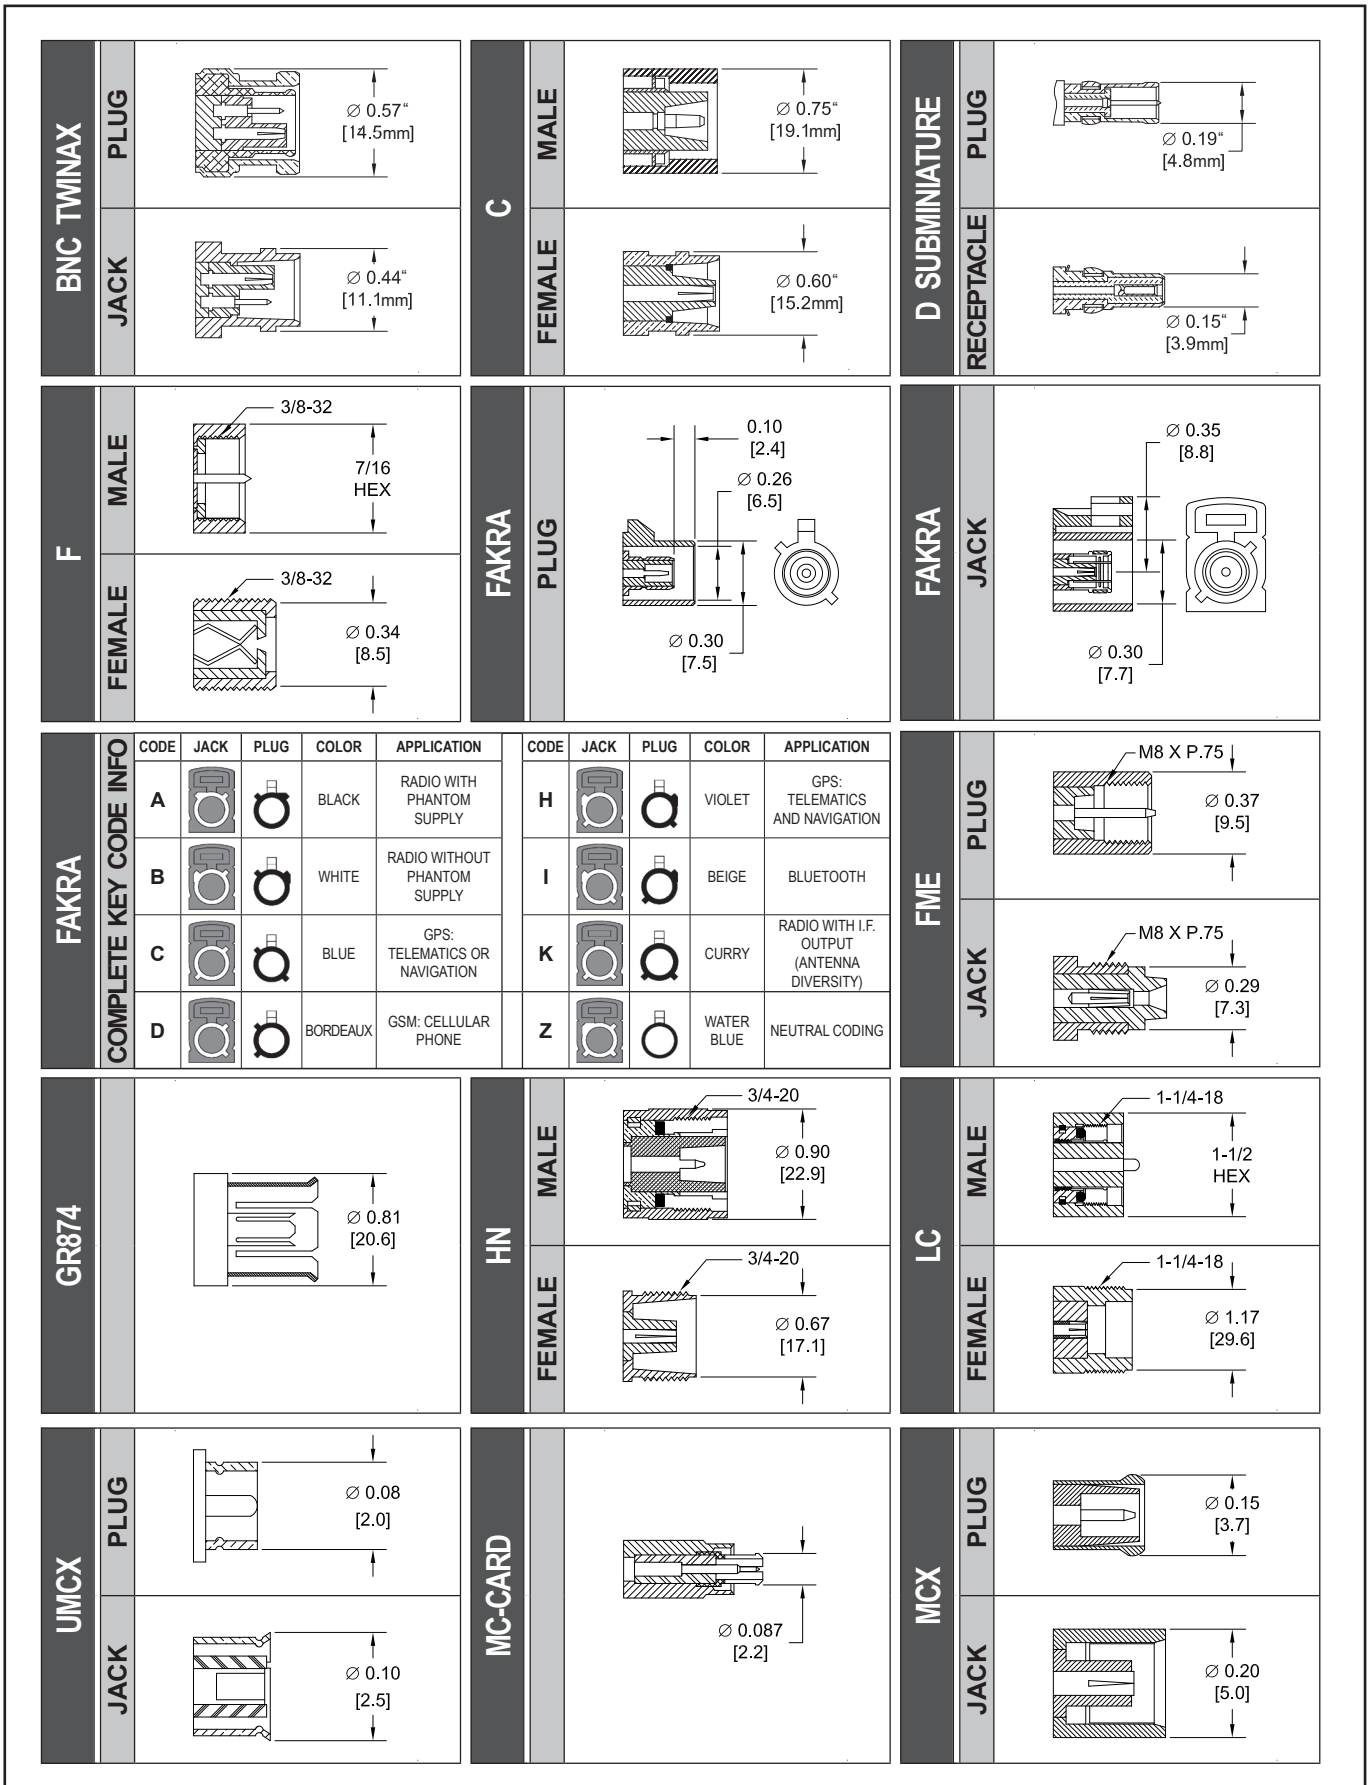 BNC TWINAX
PLUG
Ø 0.57“
[14.5mm]
JACK
Ø 0.44“
[11.1mm]
C
MALE
Ø 0.75“
[19.1mm]
FEMALE
Ø 0.60“
[15.2mm]
D SUBMINIATURE
PLUG
Ø 0.19“
[4.8mm]
RECEPTACLE
Ø 0.15“
[3.9mm]
F
MALE
3/8-32
7/16
HEX
FEMALE
3/8-32
Ø 0.34
[8.5]
FAKRA
PLUG
0.10
[2.4]
Ø 0.26
[6.5]
Ø 0.30
[7.5]
FAKRA
JACK
Ø 0.35
[8.8]
Ø 0.30
[7.7]
FAKRA
COMPLETE KEY CODE INFO
CODE JACK PLUG COLOR APPLICATION
A BLACK RADIO WITH
PHANTOM
SUPPLY
B WHITE RADIO WITHOUT
PHANTOM
SUPPLY
C BLUE GPS:
TELEMATICS OR
NAVIGATION
D BORDEAUX GSM: CELLULAR
PHONE
CODE JACK PLUG COLOR APPLICATION
H VIOLET GPS:
TELEMATICS
AND NAVIGATION
I BEIGE BLUETOOTH
K CURRY RADIO WITH I.F.
OUTPUT
(ANTENNA
DIVERSITY)
Z WATER
BLUE NEUTRAL CODING
FME
PLUG
M8 X P.75
Ø 0.37
[9.5]
JACK
M8 X P.75
Ø 0.29
[7.3]
GR874
Ø 0.81
[20.6]
HN
MALE
3/4-20
Ø 0.90
[22.9]
FEMALE
3/4-20
Ø 0.67
[17.1]
LC
MALE
1-1/4-18
1-1/2
HEX
FEMALE
1-1/4-18
Ø 1.17
[29.6]
UMCX
PLUG
Ø 0.08
[2.0]
JACK
Ø 0.10
[2.5]
MC-CARD
Ø 0.087
[2.2]
MCX
PLUG
Ø 0.15
[3.7]
JACK
Ø 0.20
[5.0]